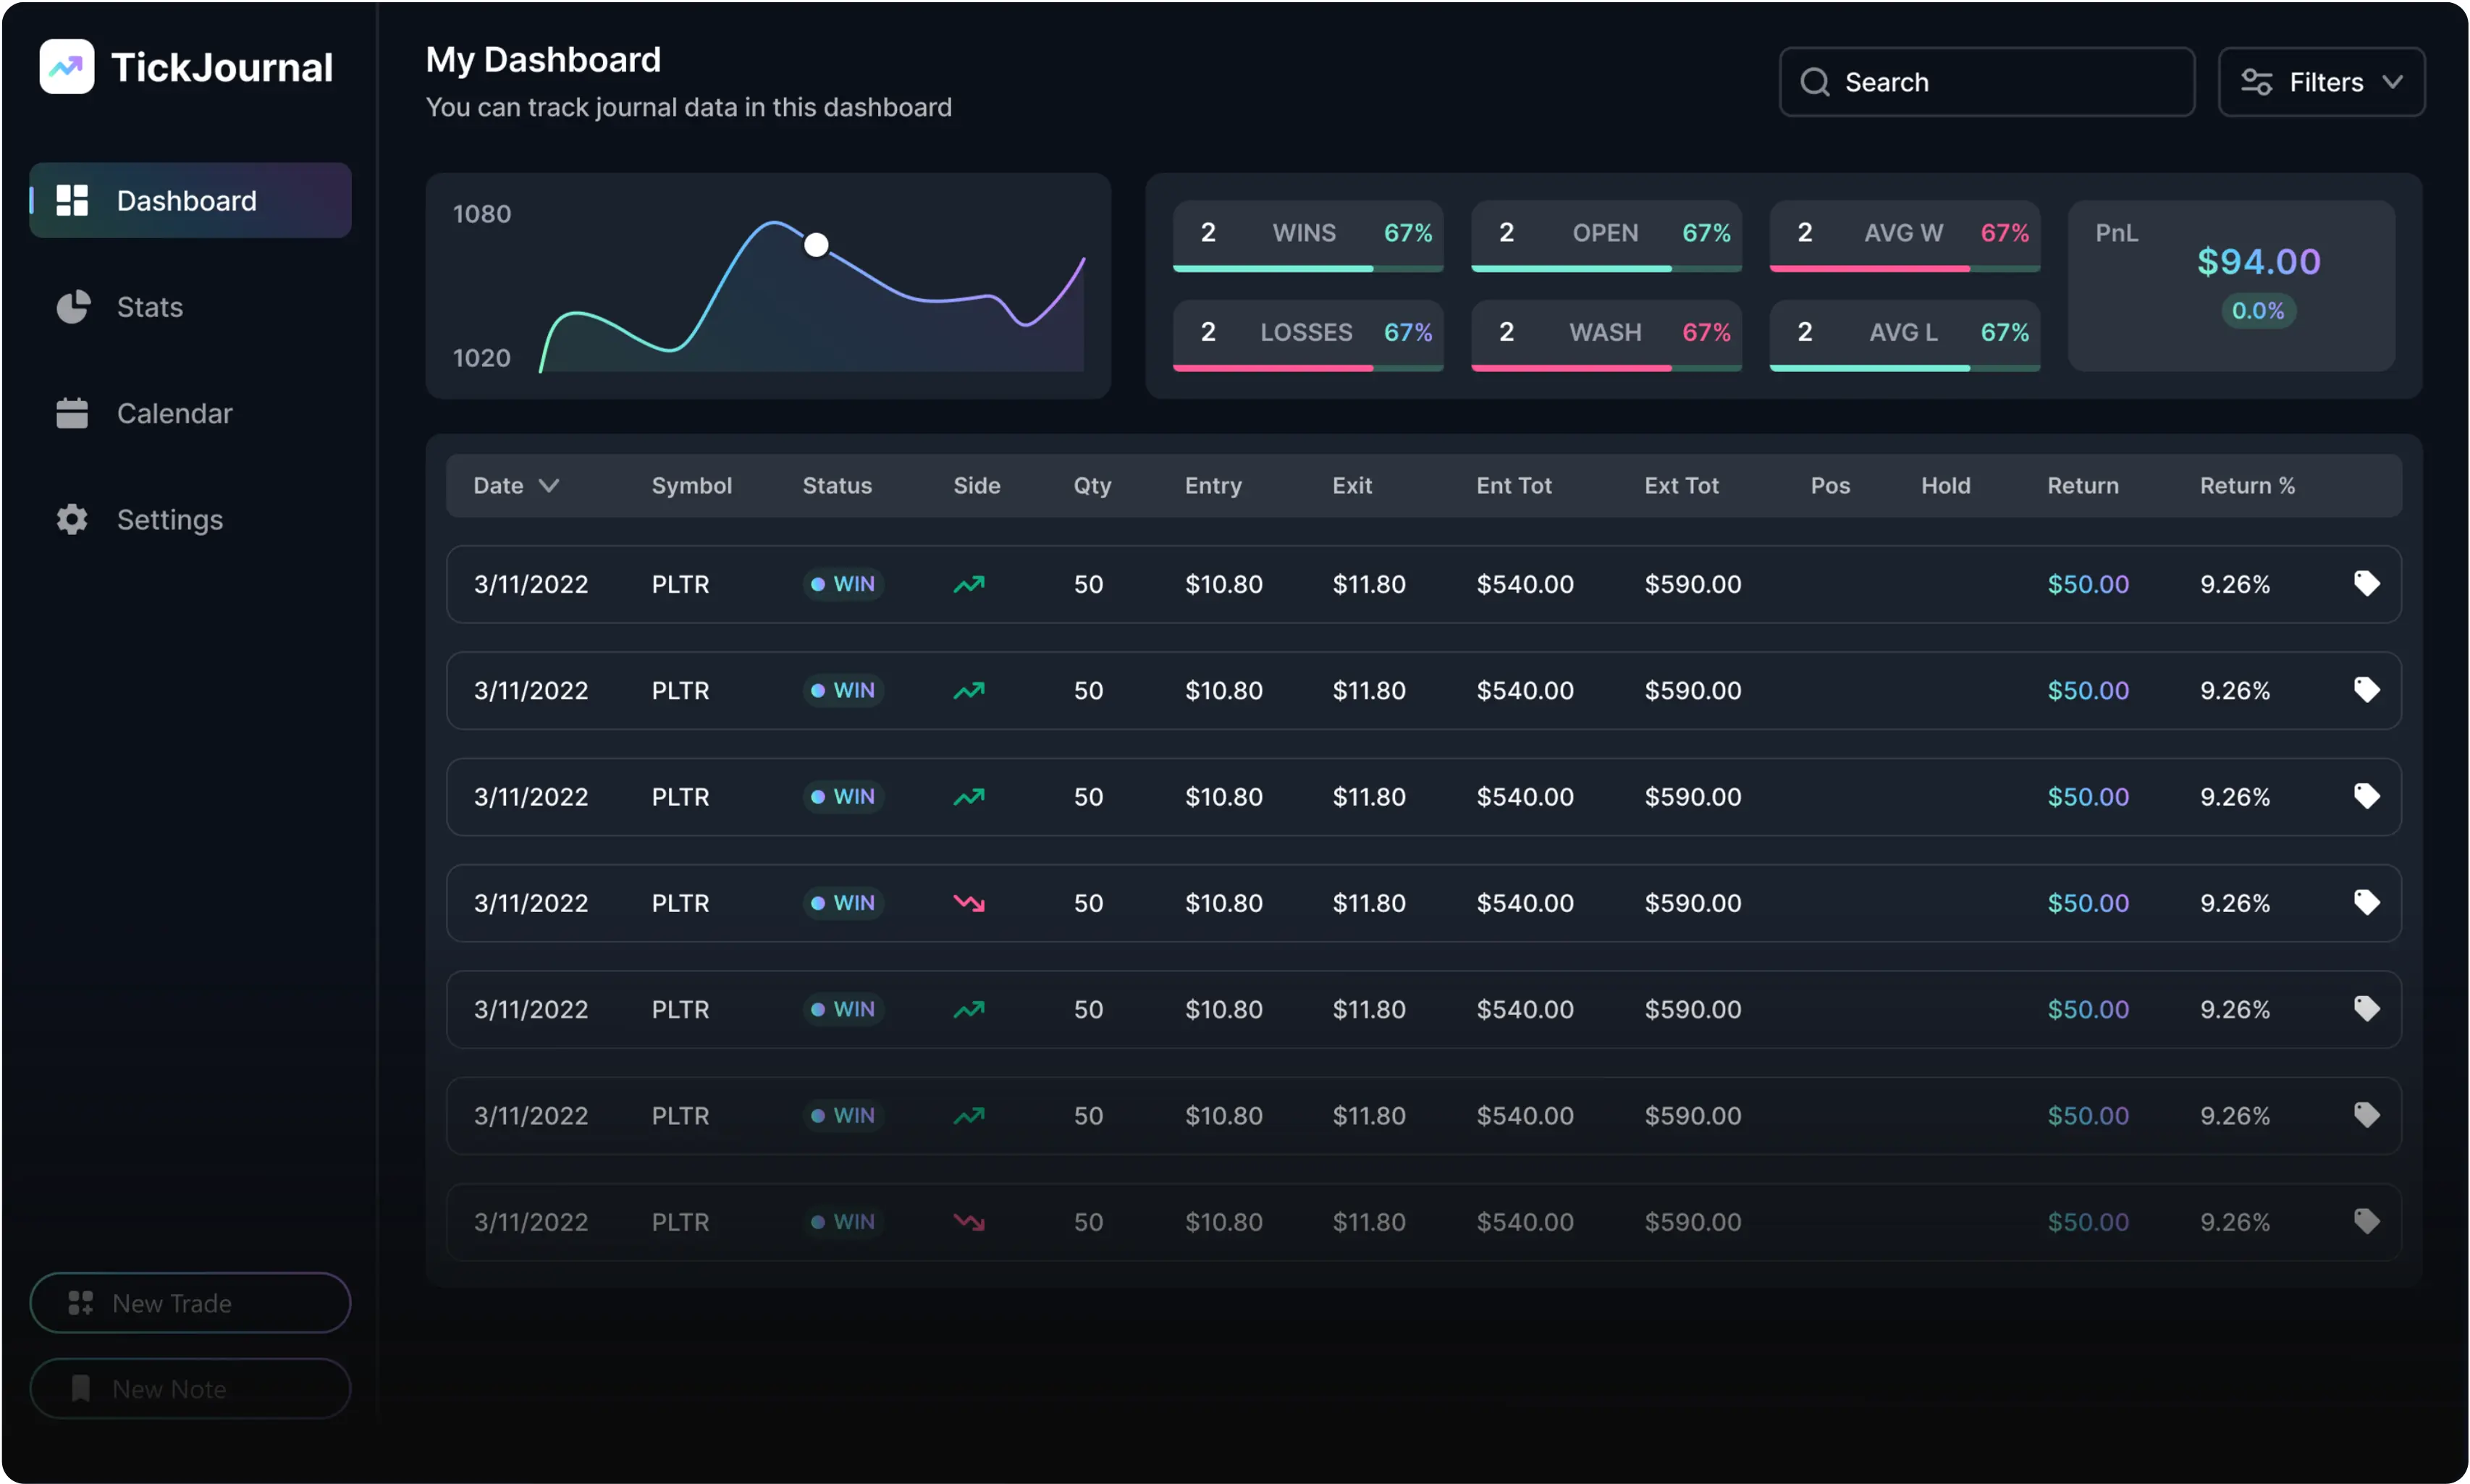 TickJournal
Dashboard
Stats
Calendar
Settings
New Trade
New Note
My Dashboard
You can track journal data in this dashboard
Search
Filters
1080
1020
2 WINS 67%
2 OPEN 67%
2 AVG W 67%
2 LOSSES 67%
2 WASH 67%
2 AVG L 67%
PnL
$94.00
0.0%
Date Symbol Status Side Qty Entry Exit Ent Tot Ext Tot Pos Hold Return Return %
3/11/2022 PLTR WIN 50 $10.80 $11.80 $540.00 $590.00 $50.00 9.26%
3/11/2022 PLTR WIN 50 $10.80 $11.80 $540.00 $590.00 $50.00 9.26%
3/11/2022 PLTR WIN 50 $10.80 $11.80 $540.00 $590.00 $50.00 9.26%
3/11/2022 PLTR WIN 50 $10.80 $11.80 $540.00 $590.00 $50.00 9.26%
3/11/2022 PLTR WIN 50 $10.80 $11.80 $540.00 $590.00 $50.00 9.26%
3/11/2022 PLTR WIN 50 $10.80 $11.80 $540.00 $590.00 $50.00 9.26%
3/11/2022 PLTR WIN 50 $10.80 $11.80 $540.00 $590.00 $50.00 9.26%